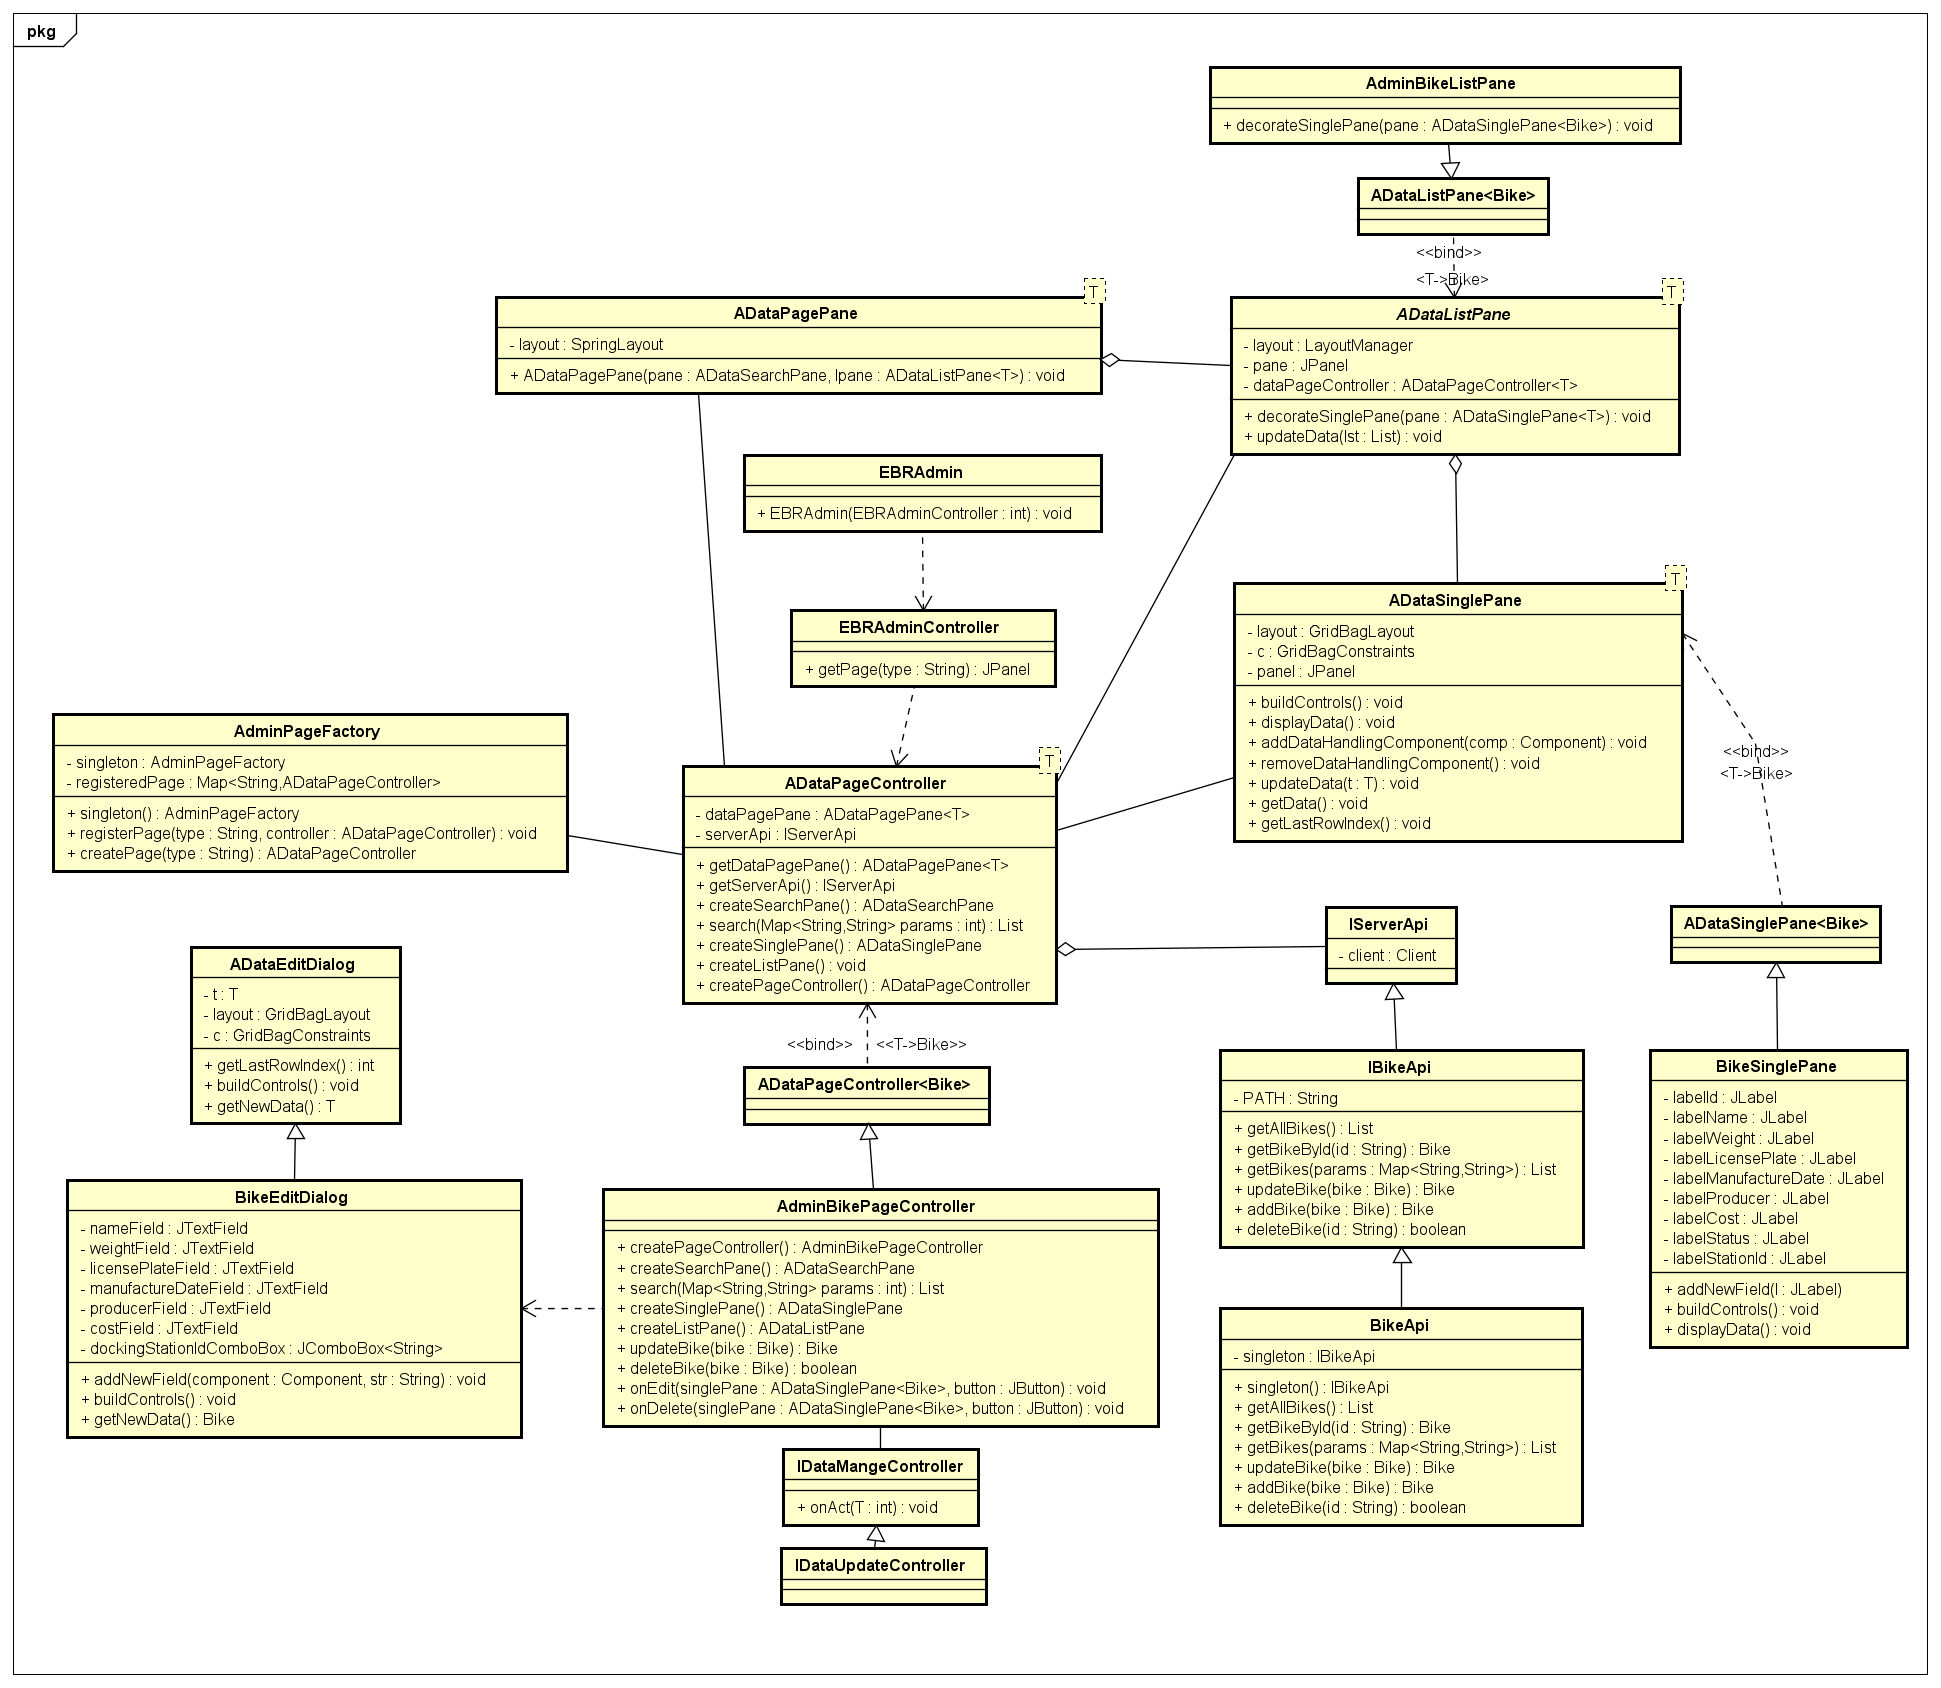 pkg
AdminBikeListPane
+ decorateSinglePane(pane : ADataSinglePane<Bike>) : void
ADataListPane<Bike>
<<bind>>
<T->Bike>
T
ADataPagePane
- layout : SpringLayout
+ ADataPagePane(pane : ADataSearchPane, lpane : ADataListPane<T>) : void
T
ADataListPane
- layout : LayoutManager
- pane : JPanel
- dataPageController : ADataPageController<T>
+ decorateSinglePane(pane : ADataSinglePane<T>) : void
+ updateData(lst : List) : void
EBRAdmin
+ EBRAdmin(EBRAdminController : int) : void
EBRAdminController
+ getPage(type : String) : JPanel
T
ADataSinglePane
- layout : GridBagLayout
- c : GridBagConstraints
- panel : JPanel
+ buildControls() : void
+ displayData() : void
+ addDataHandlingComponent(comp : Component) : void
+ removeDataHandlingComponent() : void
+ updateData(t : T) : void
+ getData() : void
+ getLastRowIndex() : void
<<bind>>
<T->Bike>
AdminPageFactory
- singleton : AdminPageFactory
- registeredPage : Map<String,ADataPageController>
+ singleton() : AdminPageFactory
+ registerPage(type : String, controller : ADataPageController) : void
+ createPage(type : String) : ADataPageController
T
ADataPageController
- dataPagePane : ADataPagePane<T>
- serverApi : IServerApi
+ getDataPagePane() : ADataPagePane<T>
+ getServerApi() : IServerApi
+ createSearchPane() : ADataSearchPane
+ search(Map<String,String> params : int) : List
+ createSinglePane() : ADataSinglePane
+ createListPane() : void
+ createPageController() : ADataPageController
IServerApi
- client : Client
ADataSinglePane<Bike>
ADataEditDialog
- t : T
- layout : GridBagLayout
- c : GridBagConstraints
+ getLastRowIndex() : int
+ buildControls() : void
+ getNewData() : T
<<bind>>
<<T->Bike>>
ADataPageController<Bike>
IBikeApi
- PATH : String
+ getAllBikes() : List
+ getBikeById(id : String) : Bike
+ getBikes(params : Map<String,String>) : List
+ updateBike(bike : Bike) : Bike
+ addBike(bike : Bike) : Bike
+ deleteBike(id : String) : boolean
BikeSinglePane
- labelId : JLabel
- labelName : JLabel
- labelWeight : JLabel
- labelLicensePlate : JLabel
- labelManufactureDate : JLabel
- labelProducer : JLabel
- labelCost : JLabel
- labelStatus : JLabel
- labelStationId : JLabel
+ addNewField(l : JLabel)
+ buildControls() : void
+ displayData() : void
BikeEditDialog
- nameField : JTextField
- weightField : JTextField
- licensePlateField : JTextField
- manufactureDateField : JTextField
- producerField : JTextField
- costField : JTextField
- dockingStationIdComboBox : JComboBox<String>
+ addNewField(component : Component, str : String) : void
+ buildControls() : void
+ getNewData() : Bike
AdminBikePageController
+ createPageController() : AdminBikePageController
+ createSearchPane() : ADataSearchPane
+ search(Map<String,String> params : int) : List
+ createSinglePane() : ADataSinglePane
+ createListPane() : ADataListPane
+ updateBike(bike : Bike) : Bike
+ deleteBike(bike : Bike) : boolean
+ onEdit(singlePane : ADataSinglePane<Bike>, button : JButton) : void
+ onDelete(singlePane : ADataSinglePane<Bike>, button : JButton) : void
BikeApi
- singleton : IBikeApi
+ singleton() : IBikeApi
+ getAllBikes() : List
+ getBikeById(id : String) : Bike
+ getBikes(params : Map<String,String>) : List
+ updateBike(bike : Bike) : Bike
+ addBike(bike : Bike) : Bike
+ deleteBike(id : String) : boolean
IDataMangeController
+ onAct(T : int) : void
IDataUpdateController